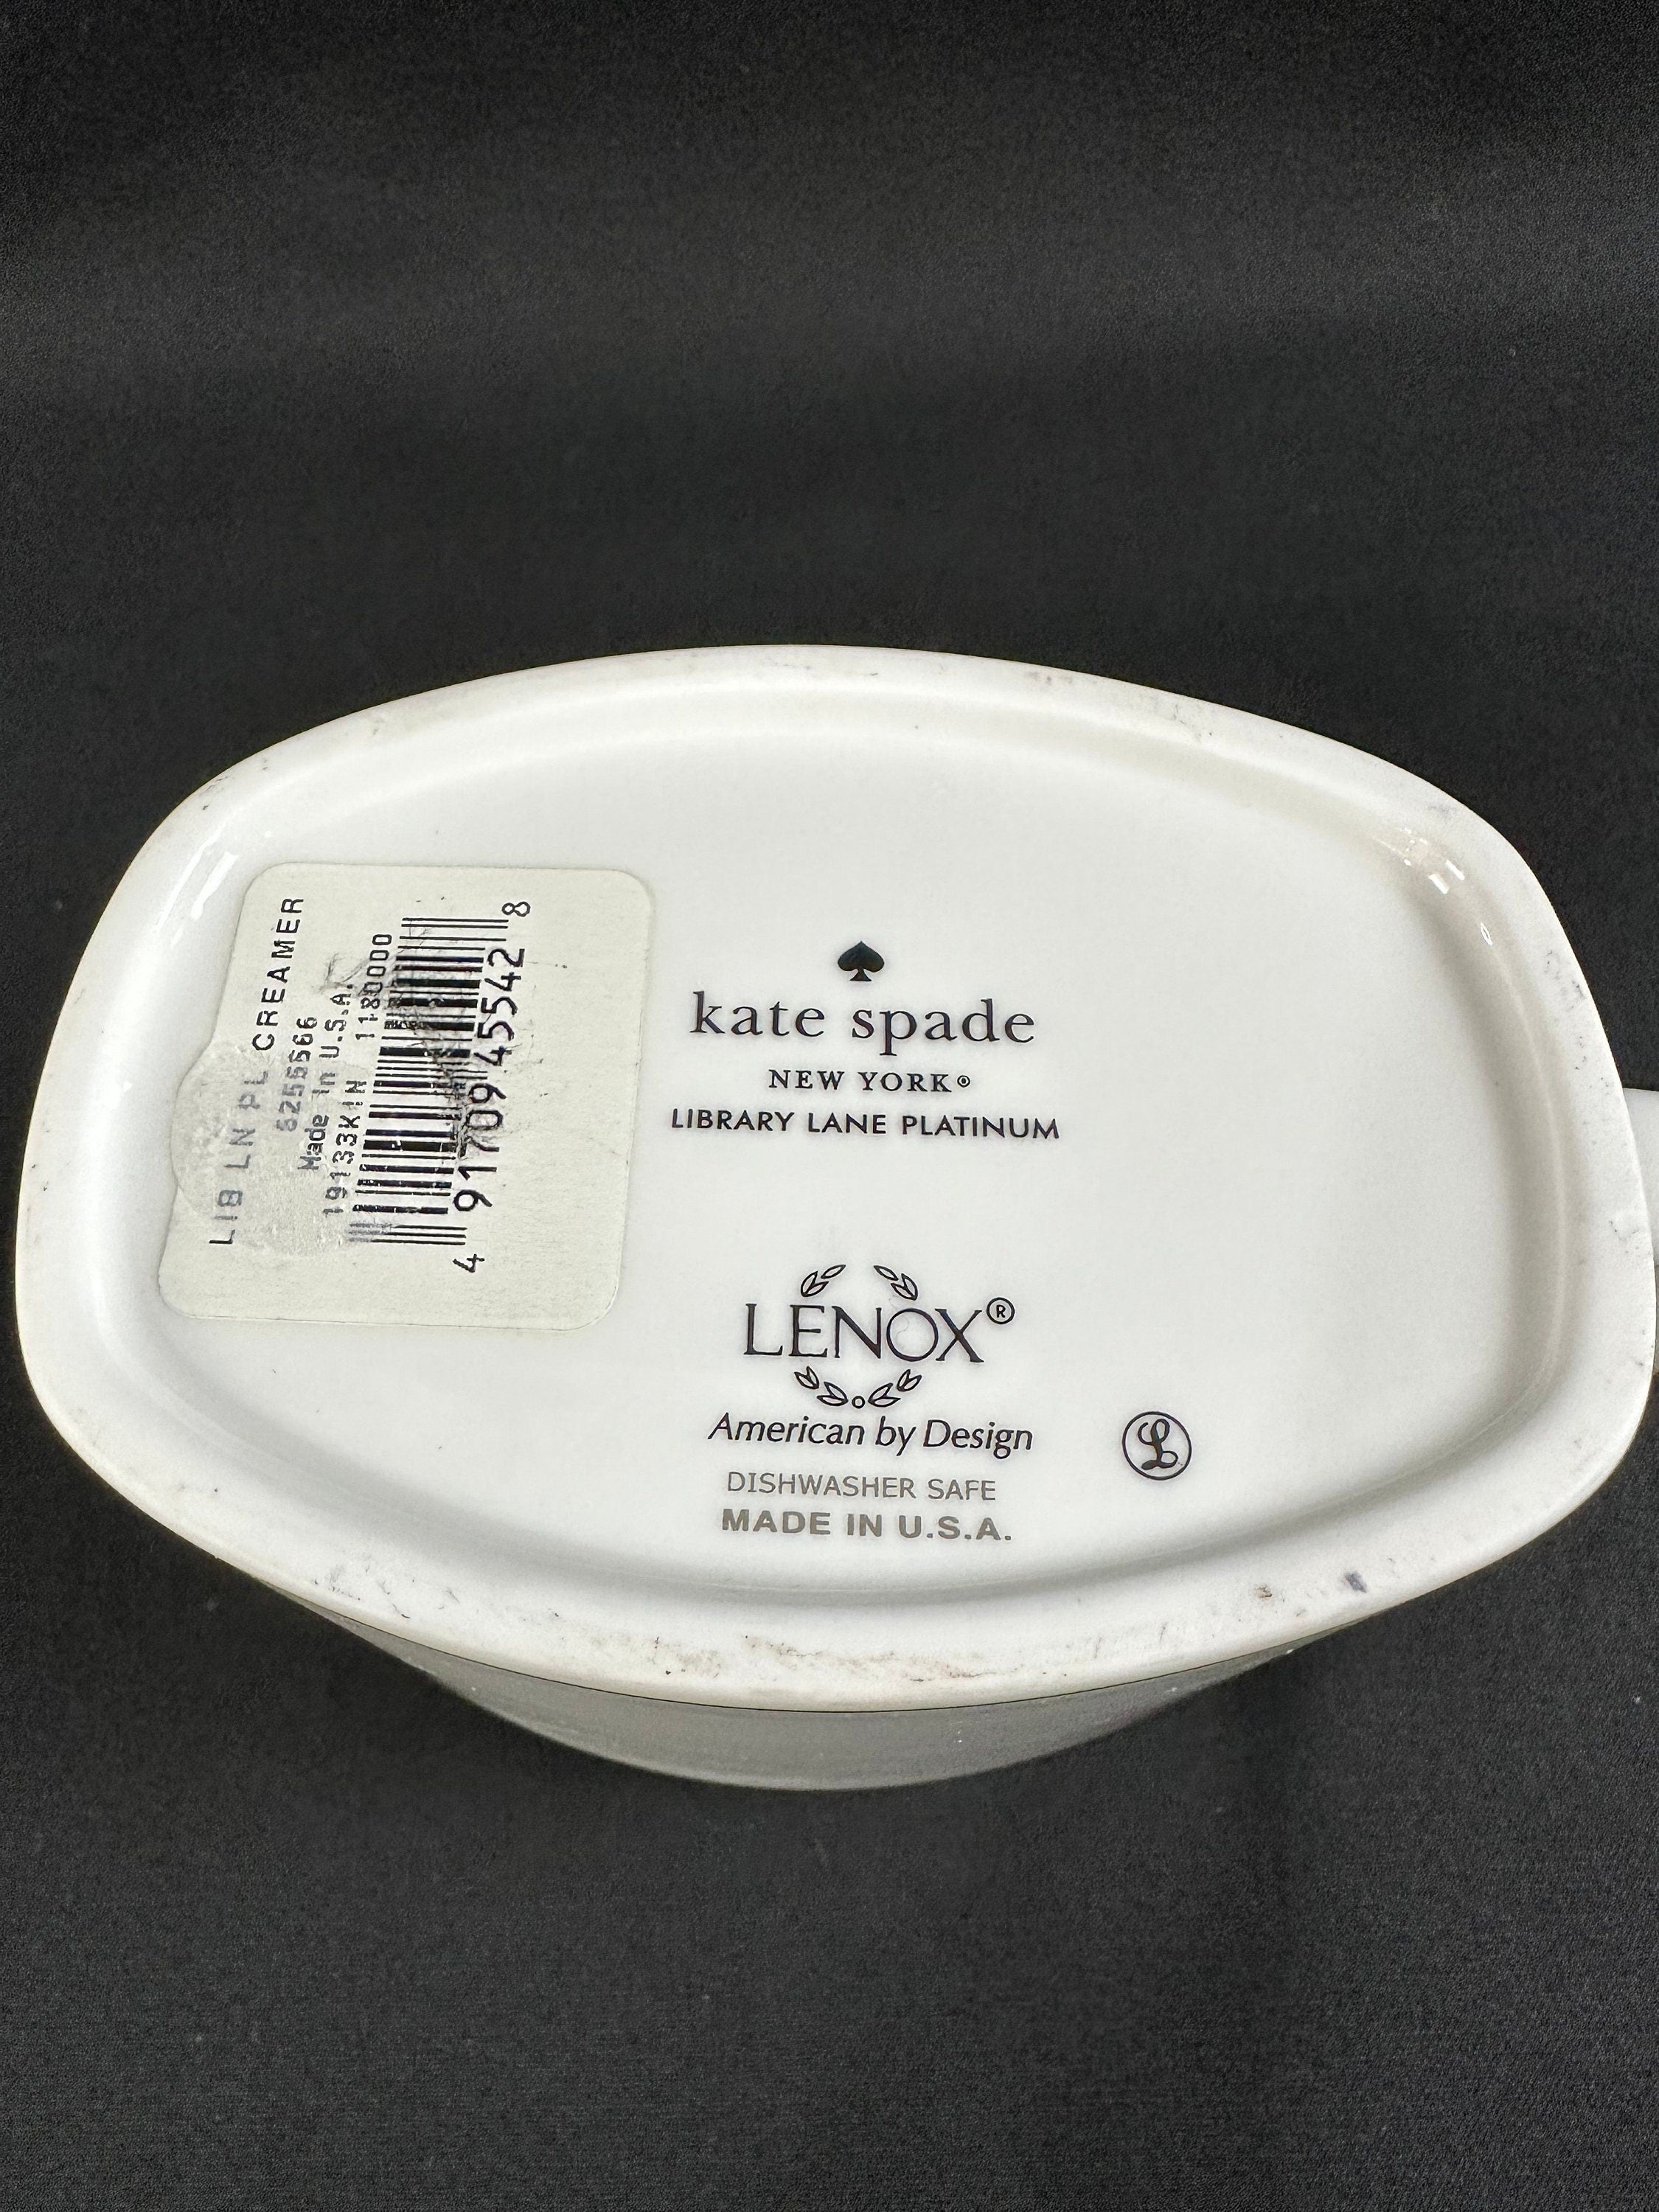 LIB LN PL CREAMER
Made in U.S.A.
1180000
4 91709 45542 8
kate spade
NEW YORK®
LIBRARY LANE PLATINUM
LENOX®
American by Design
L
DISHWASHER SAFE
MADE IN U.S.A.